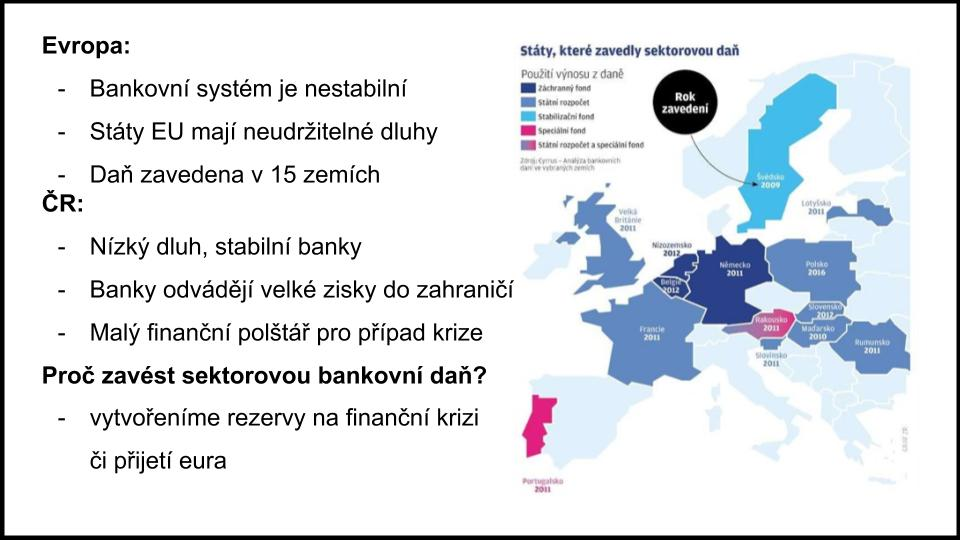 Evropa:
- Bankovní systém je nestabilní
- Státy EU mají neudržitelné dluhy
- Daň zavedena v 15 zemích
ČR:
- Nízký dluh, stabilní banky
- Banky odvádějí velké zisky do zahraničí
- Malý finanční polštář pro případ krize
Proč zavést sektorovou bankovní daň?
- vytvořeníme rezervy na finanční krizi
či přijetí eura
Státy, které zavedly sektorovou daň
Použití výnosu z daně
Záchranný fond
Státní rozpočet
Stabilizační fond
Speciální fond
Státní rozpočet a speciální fond
Zdroj: Cyrrus – Analýza bankovních
daní ve vybraných zemích
Rok
zavedení
Švédsko
2009
Lotyšsko
2011
Velká
Británie
2011
Nizozemsko
2012
Německo
2011
Polsko
2016
Belgie
2012
Slovensko
2012
Rakousko
2011
Maďarsko
2010
Francie
2011
Rumunsko
2011
Slovinsko
2011
Portugalsko
2011